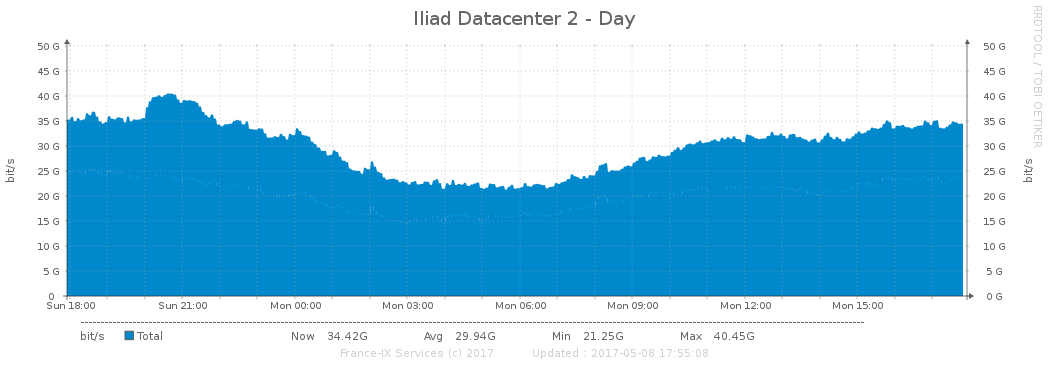 Iliad Datacenter 2 - Day
RRDTOOL / TOBI OETIKER
50 G 50 G
45 G 45 G
40 G 40 G
35 G 35 G
30 G 30 G
25 G 25 G
20 G 20 G
15 G 15 G
10 G 10 G
5 G 5 G
0 0 G
bit/s bit/s
Sun 18:00 Sun 21:00 Mon 00:00 Mon 03:00 Mon 06:00 Mon 09:00 Mon 12:00 Mon 15:00
bit/s Total Now 34.42G Avg 29.94G Min 21.25G Max 40.45G
France-IX Services (c) 2017 Updated : 2017-05-08 17:55:08